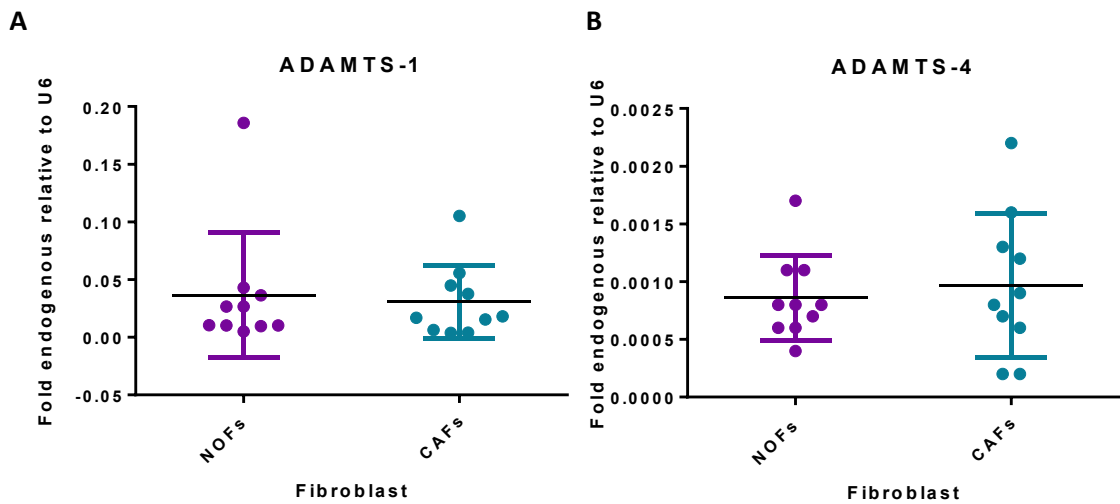 A
ADAMTS-1
Fold endogenous relative to U6
0.20
0.15
0.10
0.05
0.00
-0.05
NOFs
CAFs
Fibroblast
B
ADAMTS-4
Fold endogenous relative to U6
0.0025
0.0020
0.0015
0.0010
0.0005
0.0000
NOFs
CAFs
Fibroblast